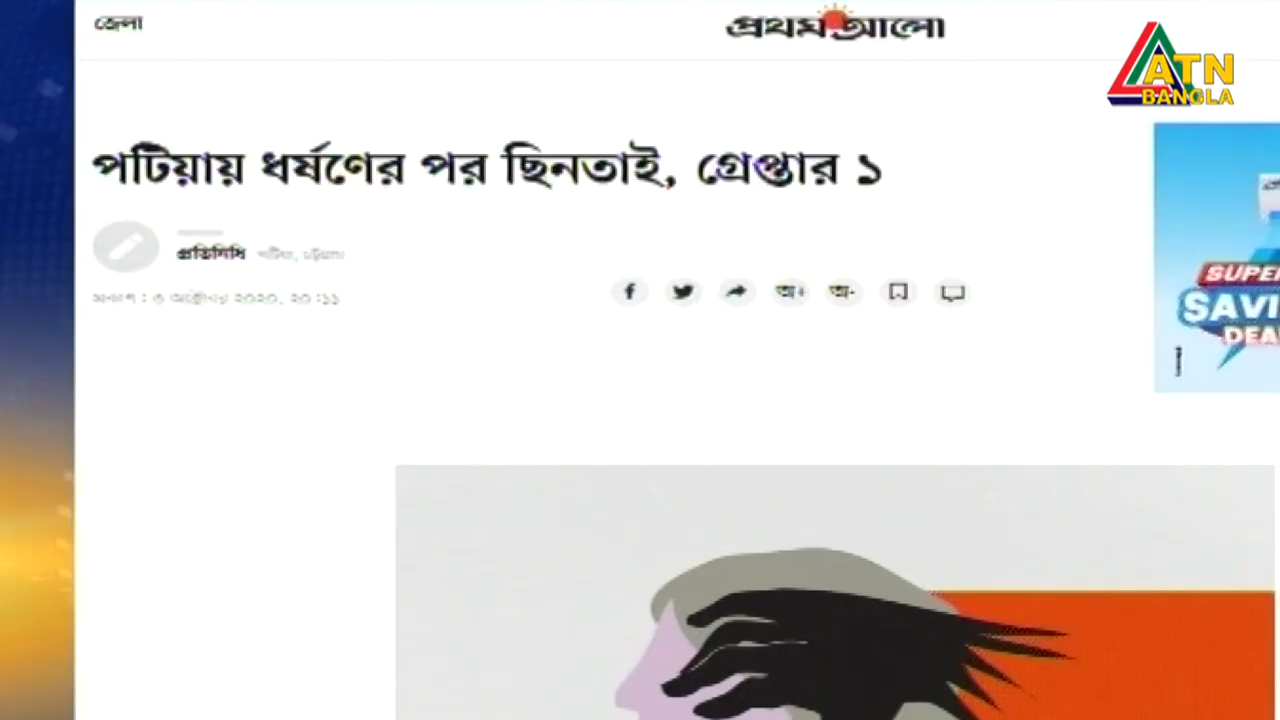 জেলা
প্রথম আলো
ATN
BANGLA
পটিয়ায় ধর্ষণের পর ছিনতাই, গ্রেপ্তার ১
প্রতিনিধি
অ+ অ-
SUPER
SAVI
DEA